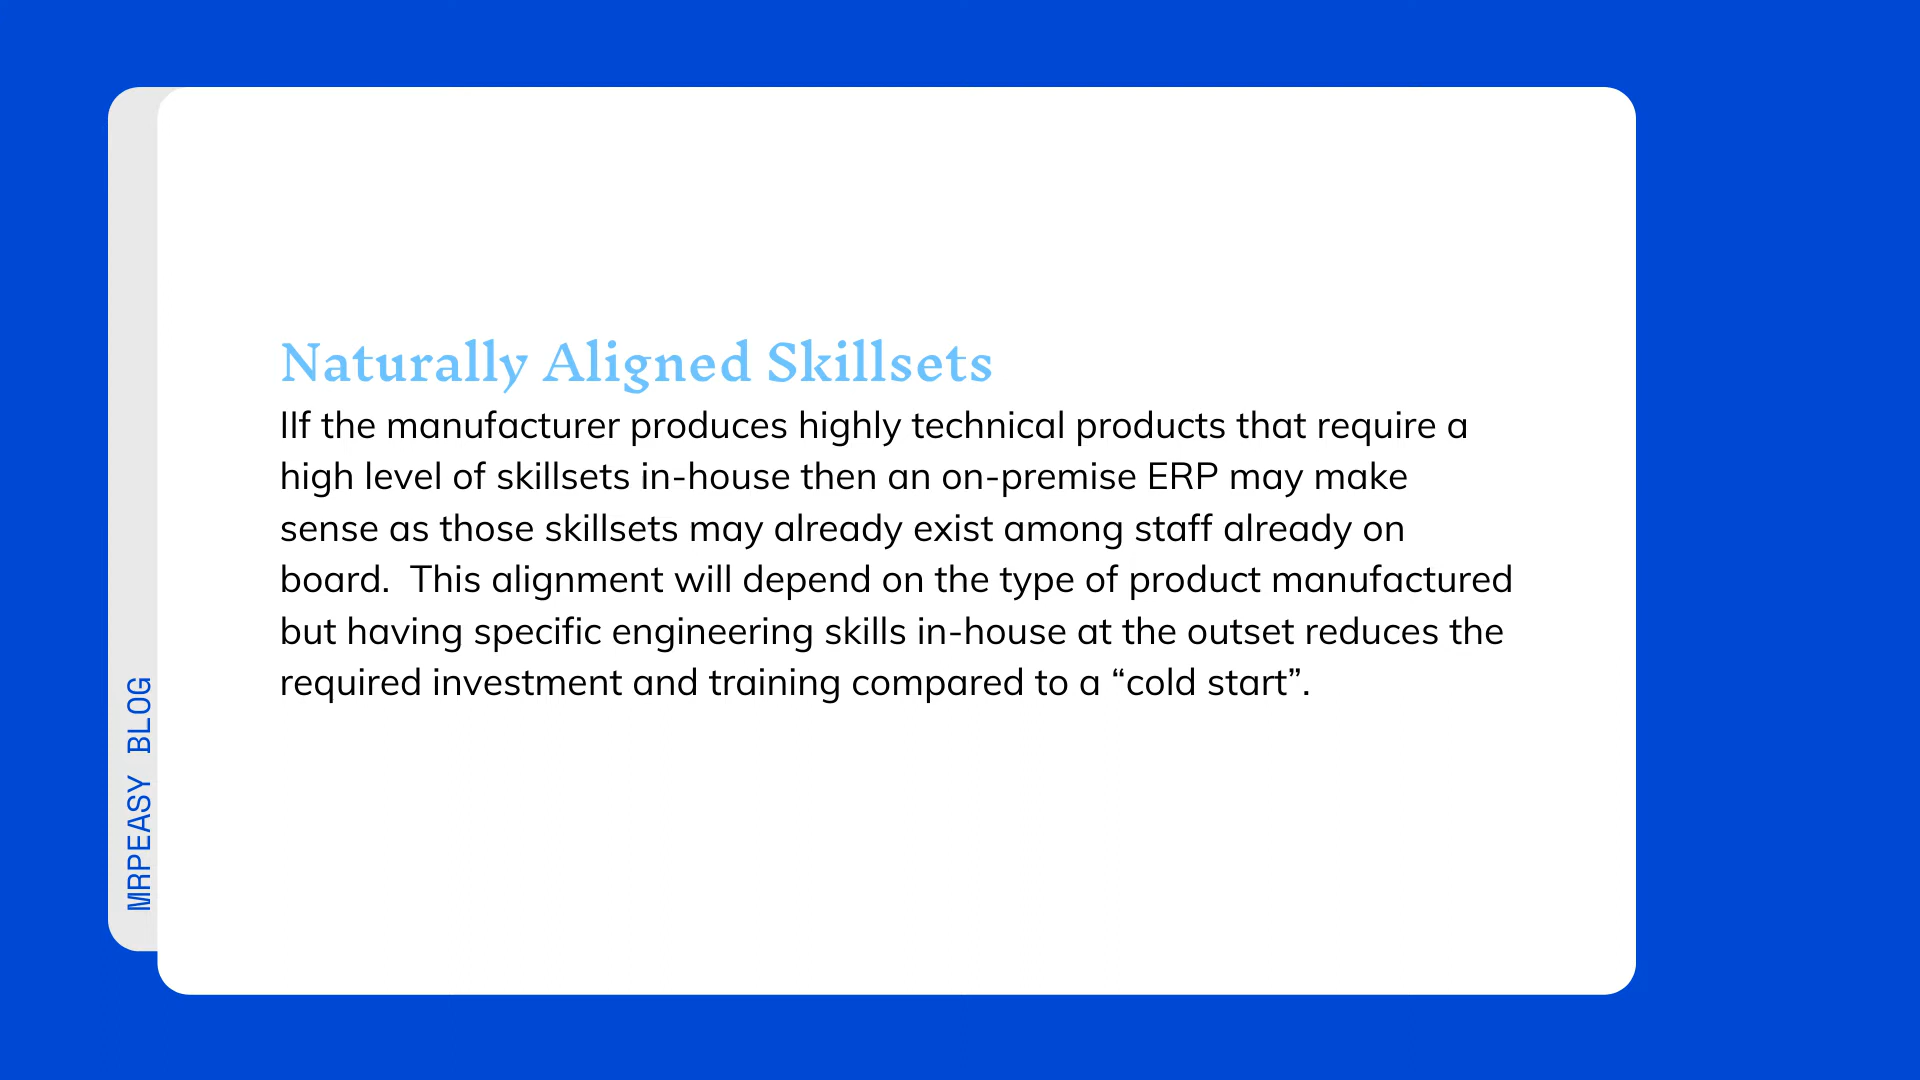 Naturally Aligned Skillsets
IIf the manufacturer produces highly technical products that require a
high level of skillsets in-house then an on-premise ERP may make
sense as those skillsets may already exist among staff already on
board.  This alignment will depend on the type of product manufactured
but having specific engineering skills in-house at the outset reduces the
required investment and training compared to a “cold start”.
MRPEASY BLOG